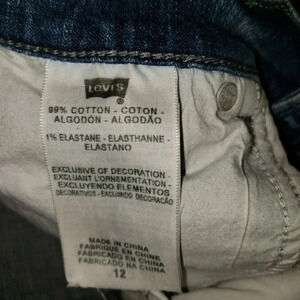 Levi's
®
99% COTTON - COTON -
ALGODÓN - ALGODÃO
1% ELASTANE - ELASTHANNE -
ELASTANO
EXCLUSIVE OF DECORATION -
EXCLUANT L'ORNEMENTATION -
EXCLUYENDO ELEMENTOS
DECORATIVOS - EXCLUINDO DECORAÇÃO
MADE IN CHINA
FABRIQUE EN CHINE
FABRICADO EN CHINA
FABRICADO NA CHINA
12